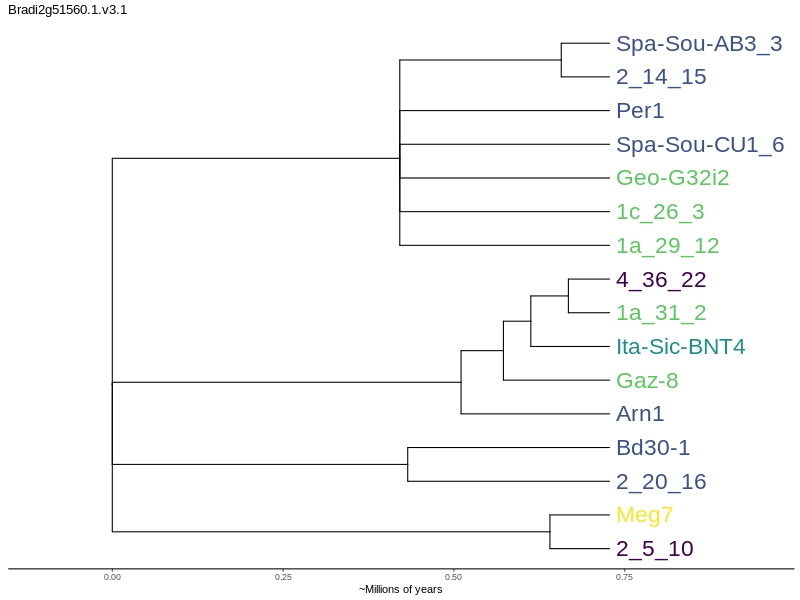 Bradi2g51560.1.v3.1
Spa-Sou-AB3_3
2_14_15
Per1
Spa-Sou-CU1_6
Geo-G32i2
1c_26_3
1a_29_12
4_36_22
1a_31_2
Ita-Sic-BNT4
Gaz-8
Arn1
Bd30-1
2_20_16
Meg7
2_5_10
0.00 0.25 0.50 0.75
~Millions of years